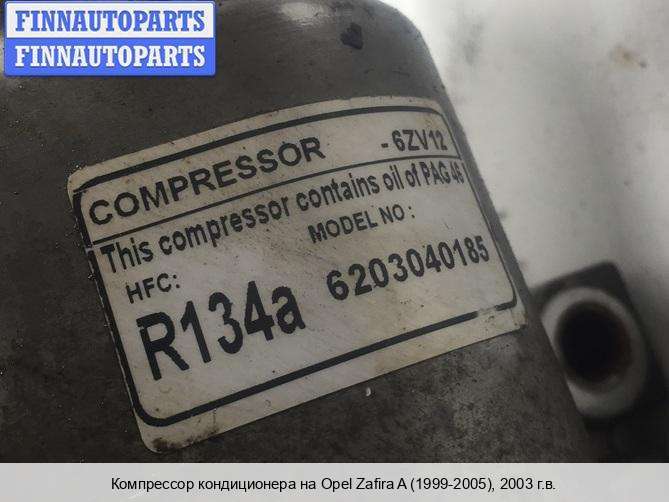 FINNAUTOPARTS
FINNAUTOPARTS
COMPRESSOR -6ZV12
This compressor contains oil of PAG 46
HFC: MODEL NO:
R134a 6203040185
Компрессор кондиционера на Opel Zafira A (1999-2005), 2003 г.в.